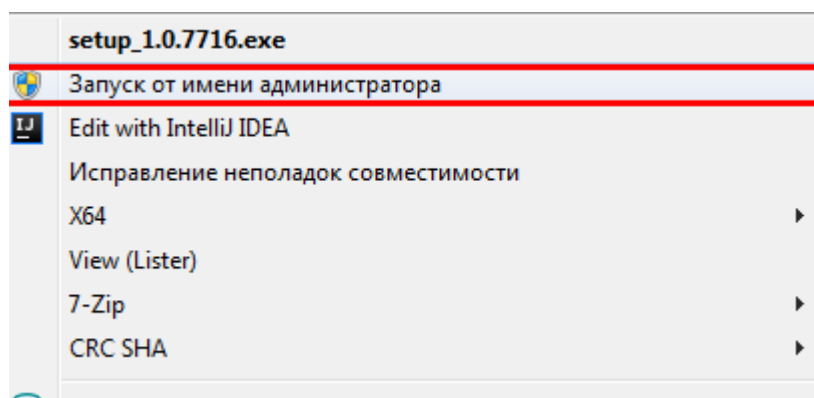 setup_1.0.7716.exe
Запуск от имени администратора
Edit with IntelliJ IDEA
Исправление неполадок совместимости
X64
View (Lister)
7-Zip
CRC SHA